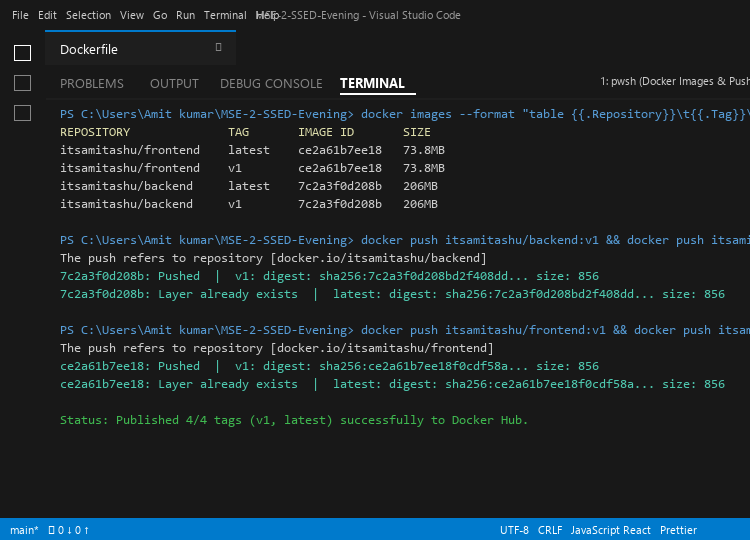 File Edit Selection View Go Run Terminal Help MSE-2-SSED-Evening - Visual Studio Code
Dockerfile
PROBLEMS OUTPUT DEBUG CONSOLE TERMINAL 1: pwsh (Docker Images & Push
PS C:\Users\Amit kumar\MSE-2-SSED-Evening> docker images --format "table {{.Repository}}\t{{.Tag}}\
REPOSITORY TAG IMAGE ID SIZE
itsamitashu/frontend latest ce2a61b7ee18 73.8MB
itsamitashu/frontend v1 ce2a61b7ee18 73.8MB
itsamitashu/backend latest 7c2a3f0d208b 206MB
itsamitashu/backend v1 7c2a3f0d208b 206MB
PS C:\Users\Amit kumar\MSE-2-SSED-Evening> docker push itsamitashu/backend:v1 && docker push itsami
The push refers to repository [docker.io/itsamitashu/backend]
7c2a3f0d208b: Pushed | v1: digest: sha256:7c2a3f0d208bd2f408dd... size: 856
7c2a3f0d208b: Layer already exists | latest: digest: sha256:7c2a3f0d208bd2f408dd... size: 856
PS C:\Users\Amit kumar\MSE-2-SSED-Evening> docker push itsamitashu/frontend:v1 && docker push itsam
The push refers to repository [docker.io/itsamitashu/frontend]
ce2a61b7ee18: Pushed | v1: digest: sha256:ce2a61b7ee18f0cdf58a... size: 856
ce2a61b7ee18: Layer already exists | latest: digest: sha256:ce2a61b7ee18f0cdf58a... size: 856
Status: Published 4/4 tags (v1, latest) successfully to Docker Hub.
main* 0 ↓ 0 ↑ UTF-8 CRLF JavaScript React Prettier